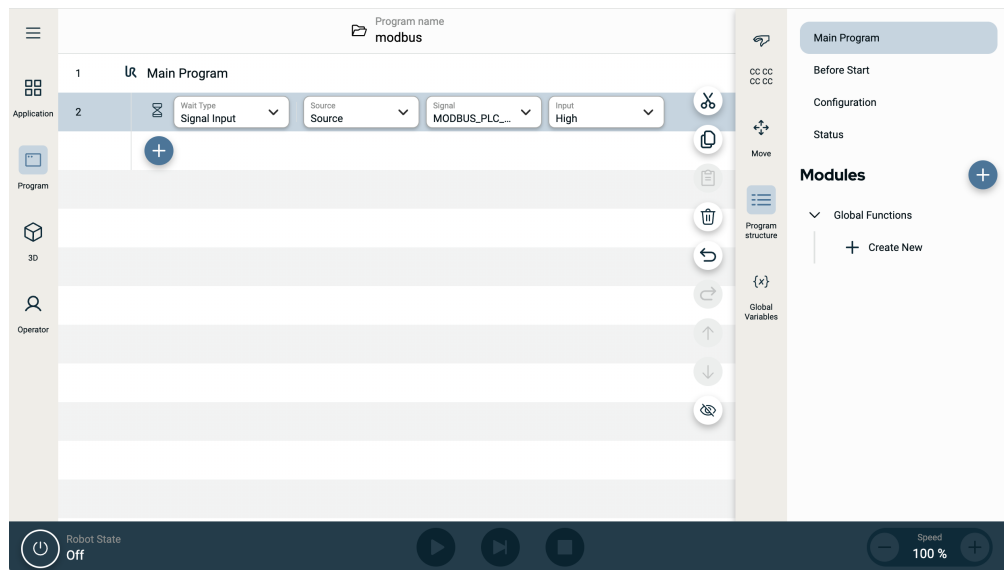 Program name
modbus
Application
Program
3D
Operator
1 Main Program
2
Wait Type
Signal Input
Source
Source
Signal
MODBUS_PLC_...
Input
High
CC CC
CC CC
Move
Program
structure
{x}
Global
Variables
Main Program
Before Start
Configuration
Status
Modules
Global Functions
Create New
Robot State
Off
Speed
100 %